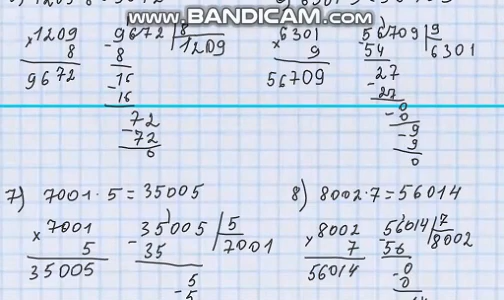 www.BANDICAM.com
1209
× 8
9672
9672 | 8
- 8 1209
16
- 16
72
- 72
0
6301
× 9
56709
56709 | 9
- 54 6301
27
- 27
0
- 0
9
- 9
0
7) 7001 · 5 = 35005
7001
× 5
35005
35005 | 5
- 35 7001
5
- 5
8) 8002 · 7 = 56014
8002
× 7
56014
56014 | 7
- 56 8002
0
- 0